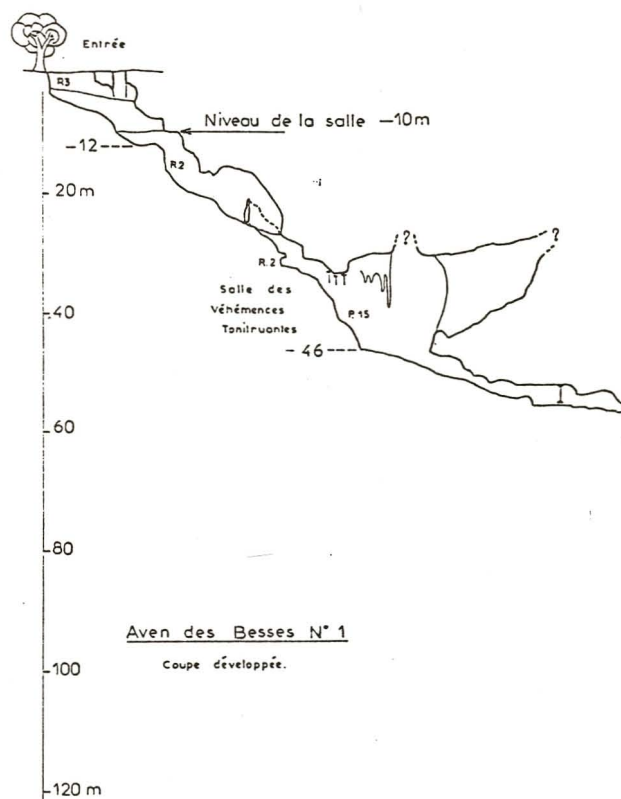 Entrée
R3
Niveau de la salle -10m
-12
R.2
20m
?
?
R.2
Salle des
Véhémences
Tonitruantes
P.15
40
-46
60
80
Aven des Besses N° 1
Coupe développée.
100
120 m